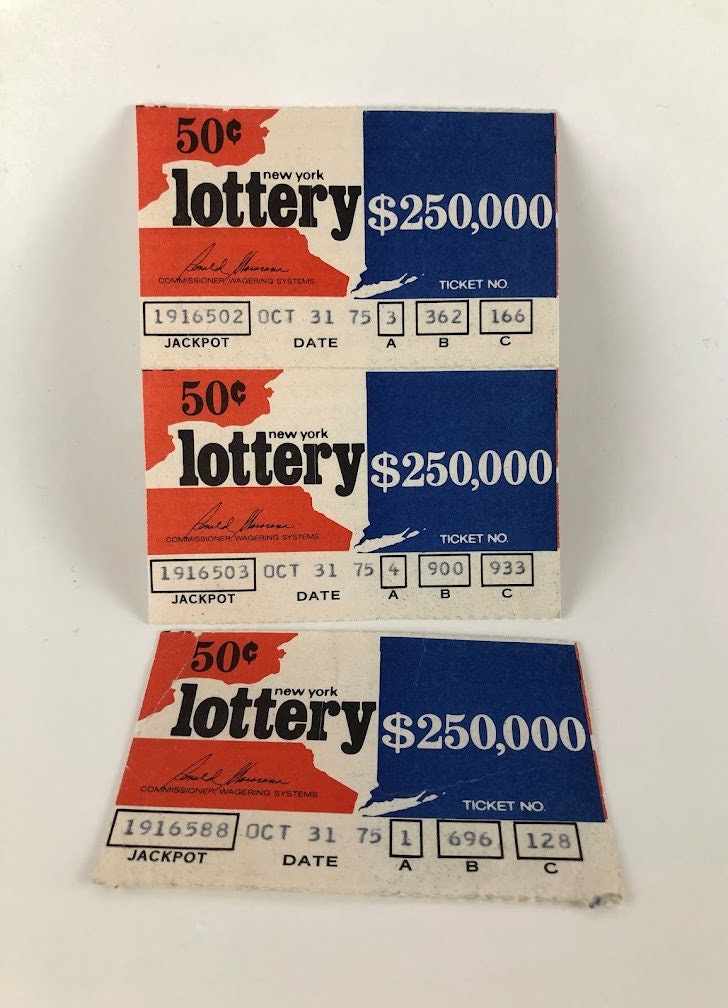 50¢
new york
lottery
$250,000
COMMISSIONER, WAGERING SYSTEMS
TICKET NO.
1916502 OCT 31 75 3 362 166
JACKPOT DATE A B C
50¢
new york
lottery
$250,000
COMMISSIONER, WAGERING SYSTEMS
TICKET NO.
1916503 OCT 31 75 4 900 933
JACKPOT DATE A B C
50¢
new york
lottery
$250,000
COMMISSIONER, WAGERING SYSTEMS
TICKET NO.
1916588 OCT 31 75 1 696 128
JACKPOT DATE A B C